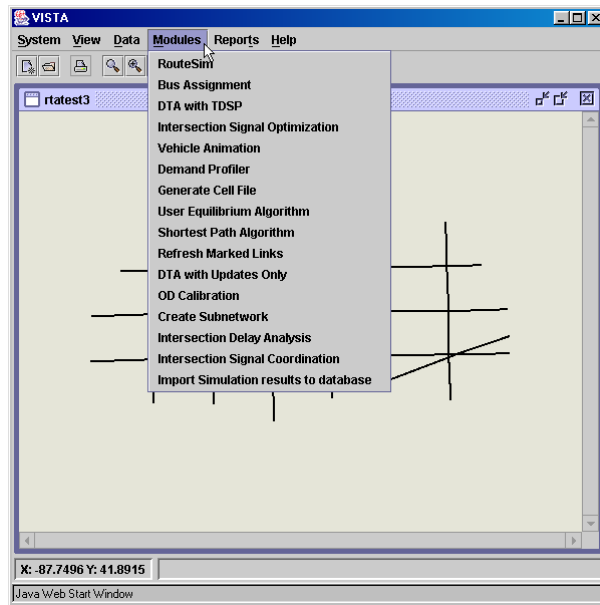 VISTA
System View Data Modules Reports Help
rtatest3
RouteSim
Bus Assignment
DTA with TDSP
Intersection Signal Optimization
Vehicle Animation
Demand Profiler
Generate Cell File
User Equilibrium Algorithm
Shortest Path Algorithm
Refresh Marked Links
DTA with Updates Only
OD Calibration
Create Subnetwork
Intersection Delay Analysis
Intersection Signal Coordination
Import Simulation results to database
X: -87.7496 Y: 41.8915
Java Web Start Window